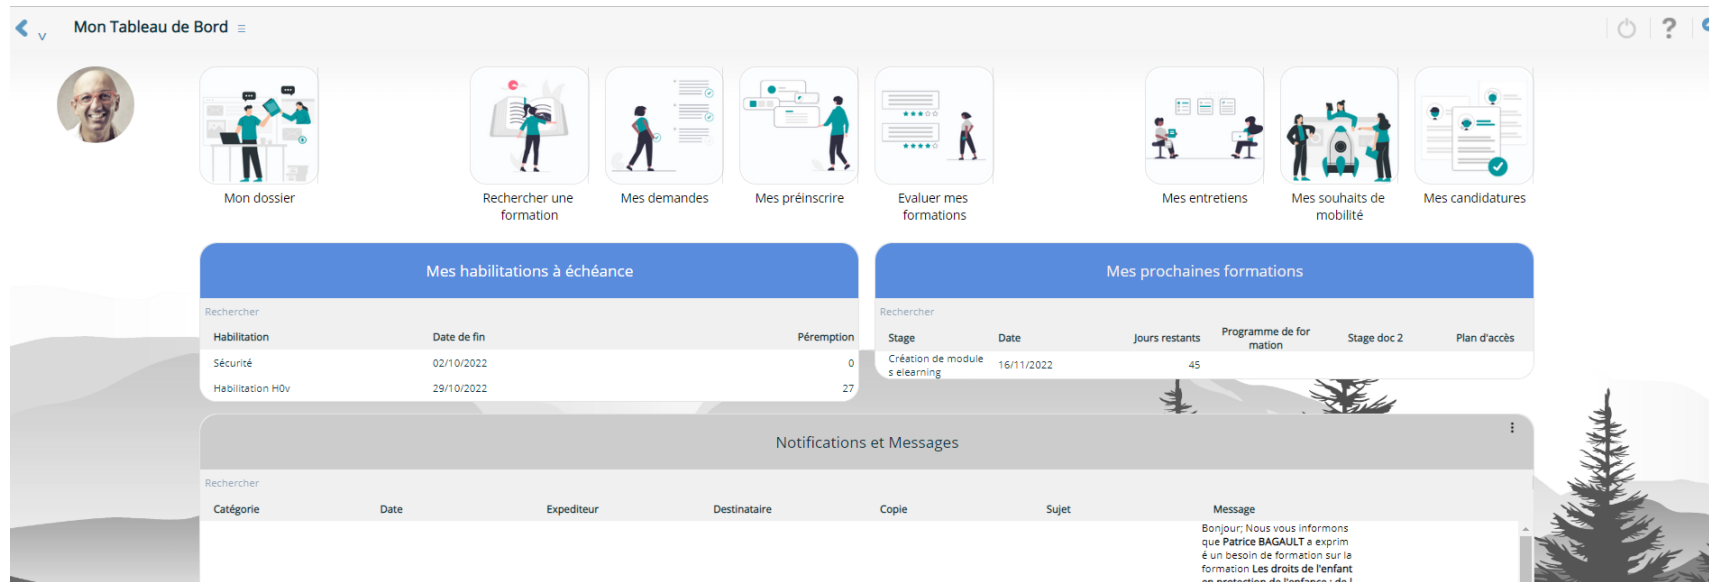 Mon Tableau de Bord
?
Mon dossier
Rechercher une
formation
Mes demandes
Mes préinscrire
Evaluer mes
formations
Mes entretiens
Mes souhaits de
mobilité
Mes candidatures
Mes habilitations à échéance
Rechercher
Habilitation Date de fin Péremption
Sécurité 02/10/2022 0
Habilitation H0v 29/10/2022 27
Mes prochaines formations
Rechercher
Stage Date Jours restants Programme de for
mation Stage doc 2 Plan d'accès
Création de module
s elearning 16/11/2022 45
Notifications et Messages
Rechercher
Catégorie Date Expediteur Destinataire Copie Sujet Message
Bonjour; Nous vous informons
que Patrice BAGAULT a exprim
é un besoin de formation sur la
formation Les droits de l'enfant
en protection de l'enfance : de l